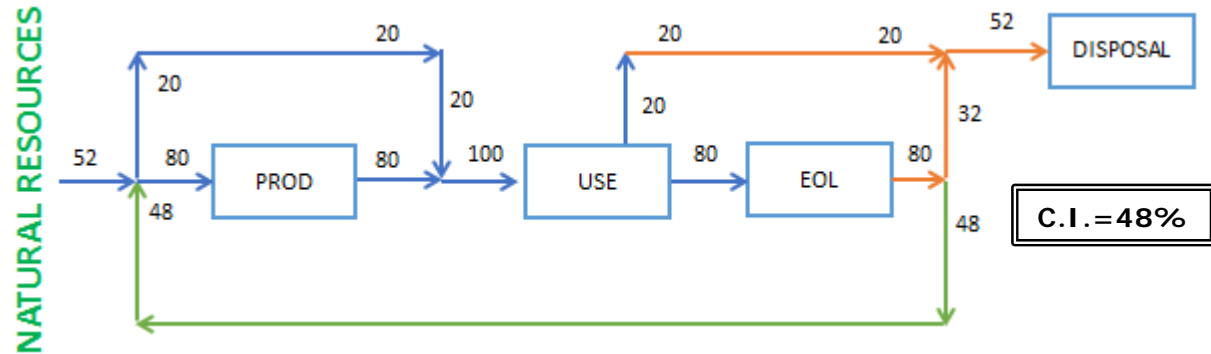 NATURAL RESOURCES
20
20
20
52
DISPOSAL
20
20
20
32
52
80
PROD
80
100
USE
80
EOL
80
48
48
C.I.=48%